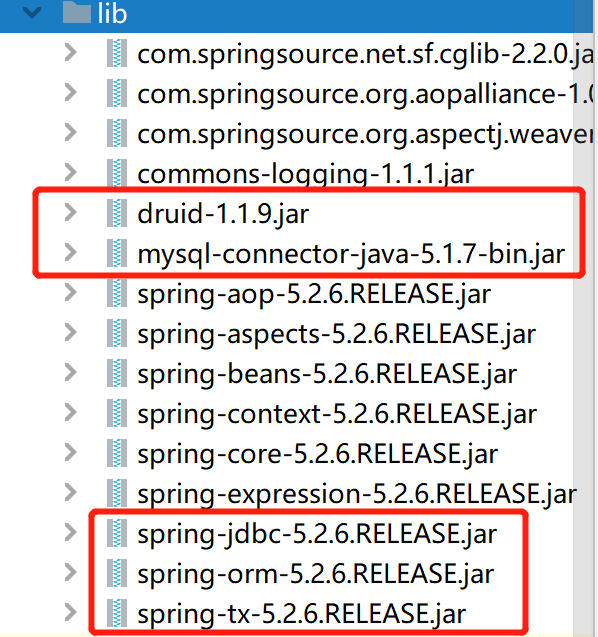 lib
com.springsource.net.sf.cglib-2.2.0.ja
com.springsource.org.aopalliance-1.0
com.springsource.org.aspectj.weaver
commons-logging-1.1.1.jar
druid-1.1.9.jar
mysql-connector-java-5.1.7-bin.jar
spring-aop-5.2.6.RELEASE.jar
spring-aspects-5.2.6.RELEASE.jar
spring-beans-5.2.6.RELEASE.jar
spring-context-5.2.6.RELEASE.jar
spring-core-5.2.6.RELEASE.jar
spring-expression-5.2.6.RELEASE.jar
spring-jdbc-5.2.6.RELEASE.jar
spring-orm-5.2.6.RELEASE.jar
spring-tx-5.2.6.RELEASE.jar